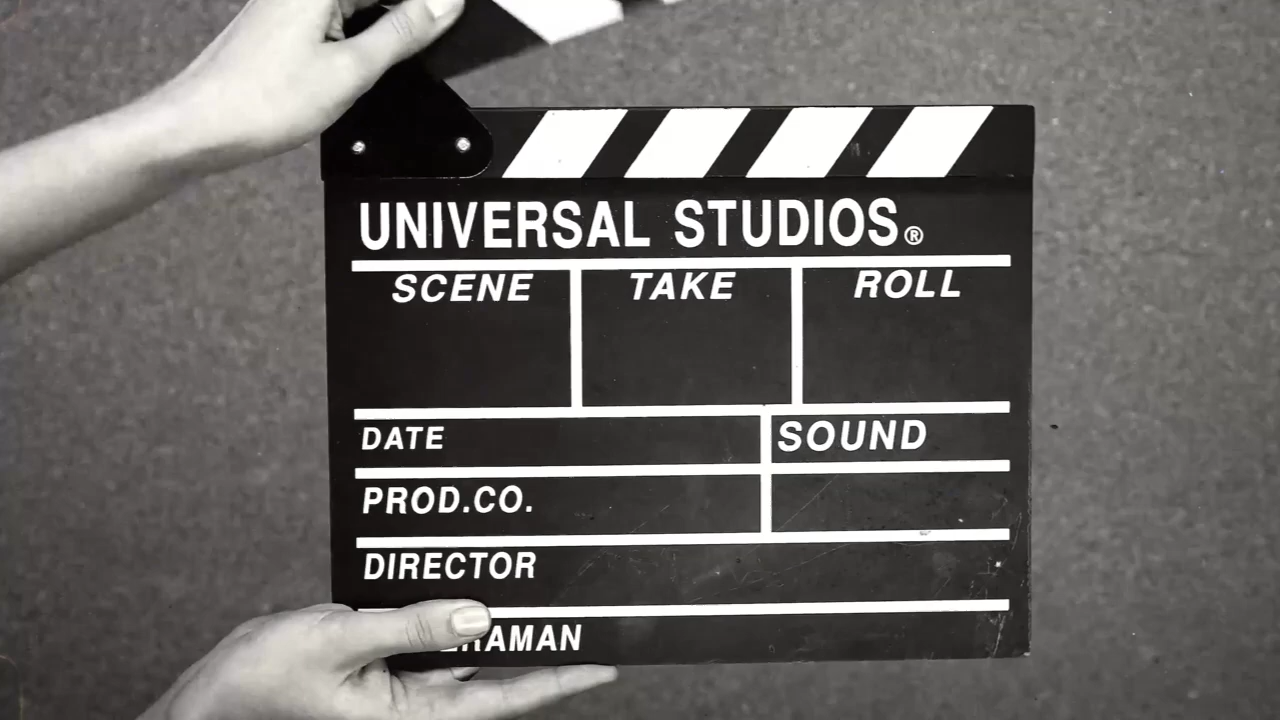 UNIVERSAL STUDIOS®
SCENE TAKE ROLL
DATE SOUND
PROD.CO.
DIRECTOR